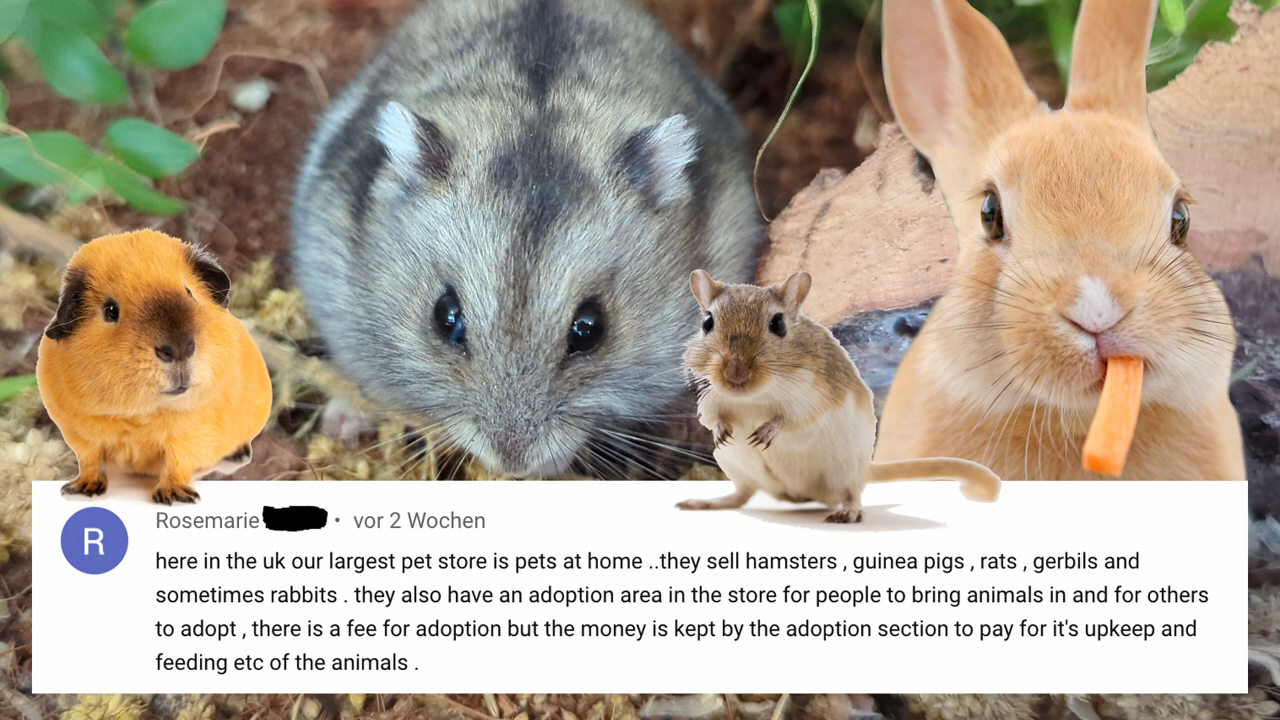 R
Rosemarie • vor 2 Wochen
here in the uk our largest pet store is pets at home ..they sell hamsters , guinea pigs , rats , gerbils and
sometimes rabbits . they also have an adoption area in the store for people to bring animals in and for others
to adopt , there is a fee for adoption but the money is kept by the adoption section to pay for it's upkeep and
feeding etc of the animals .